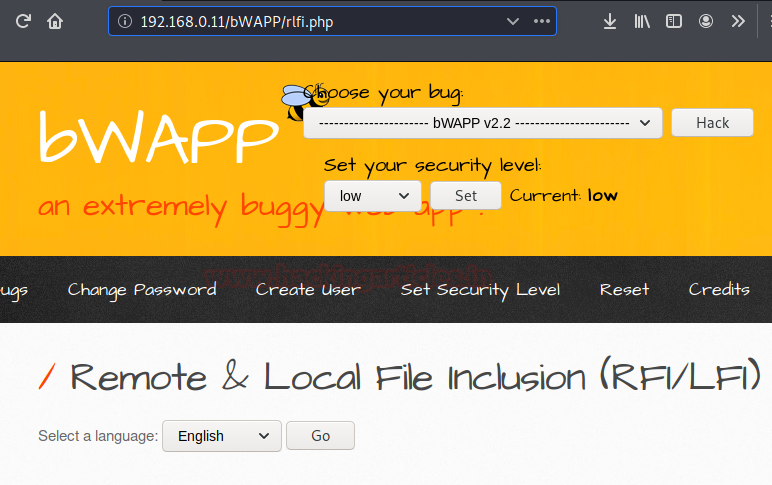 192.168.0.11/bWAPP/rlfi.php
bWAPP
Choose your bug:
---------------------- bWAPP v2.2 -----------------------
Hack
Set your security level:
low
Set
Current: low
an extremely buggy web app !
ugs
Change Password
Create User
Set Security Level
Reset
Credits
/ Remote & Local File Inclusion (RFI/LFI)
Select a language:
English
Go